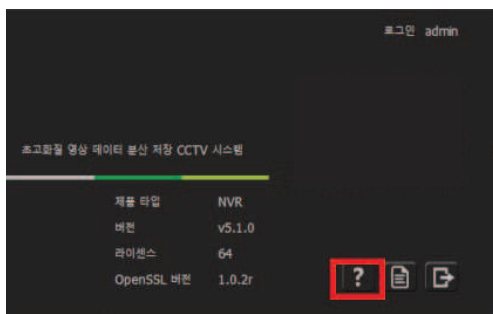 로그인 admin
초고화질 영상 데이터 분산 저장 CCTV 시스템
제품 타입 NVR
버전 v5.1.0
라이센스 64
OpenSSL 버전 1.0.2r
?